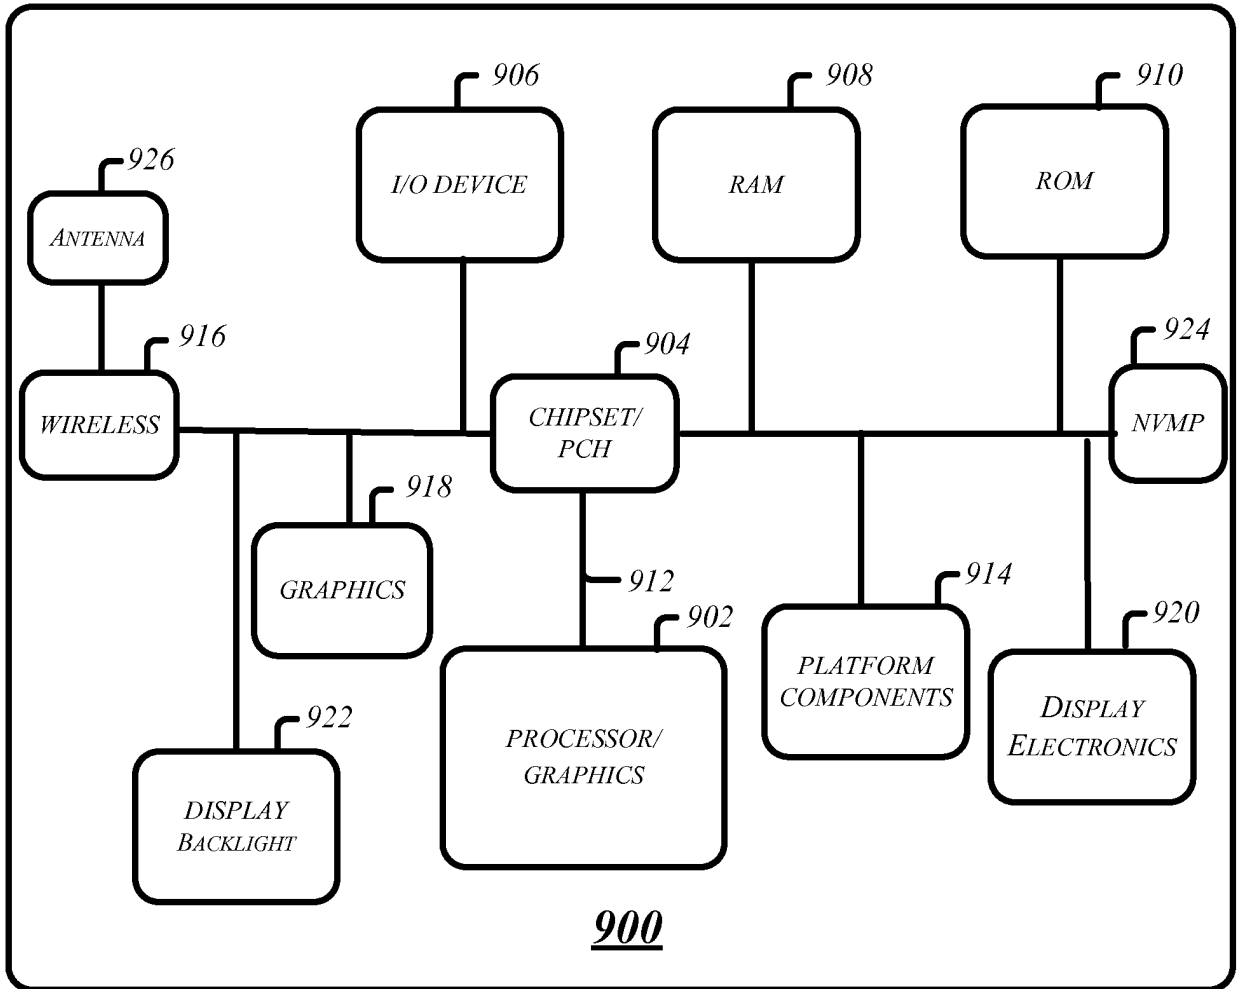 906
908
910
926
I/O DEVICE
RAM
ROM
ANTENNA
916
904
924
WIRELESS
CHIPSET/
PCH
NVMP
918
GRAPHICS
912
914
902
920
PLATFORM
COMPONENTS
DISPLAY
ELECTRONICS
922
PROCESSOR/
GRAPHICS
DISPLAY
BACKLIGHT
900